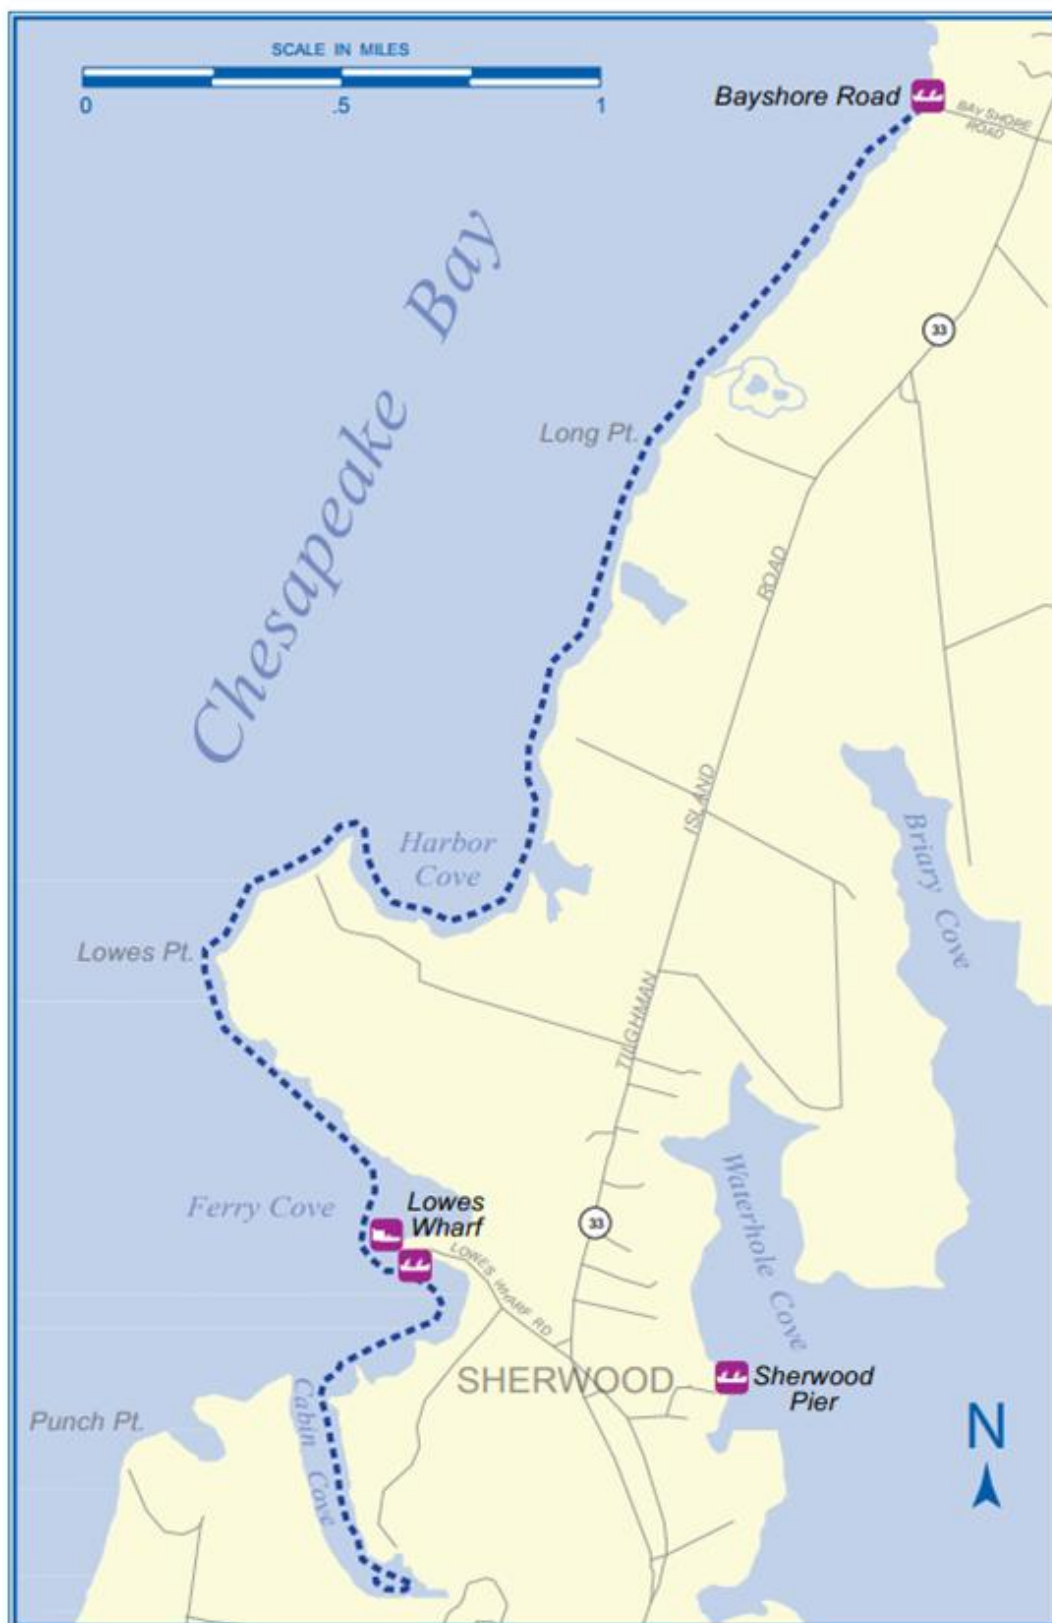 SCALE IN MILES
0 .5 1
Bayshore Road
BAY SHORE
ROAD
Chesapeake Bay
33
Long Pt.
ROAD
ISLAND
Harbor
Cove
Briary Cove
Lowes Pt.
TILGHMAN
Waterhole Cove
Ferry Cove
Lowes
Wharf
33
LOWES WHARF RD
SHERWOOD
Sherwood
Pier
Cabin Cove
Punch Pt.
N